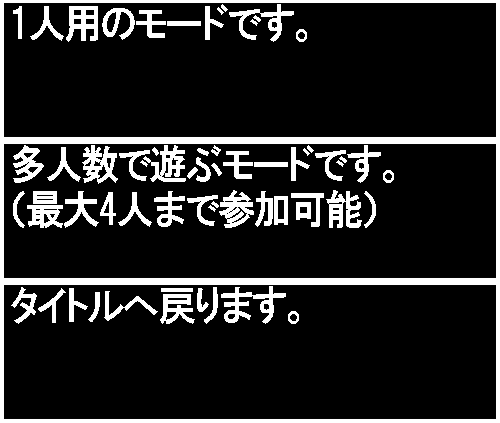 1人用のモードです。
多人数で遊ぶモードです。
(最大4人まで参加可能)
タイトルへ戻ります。